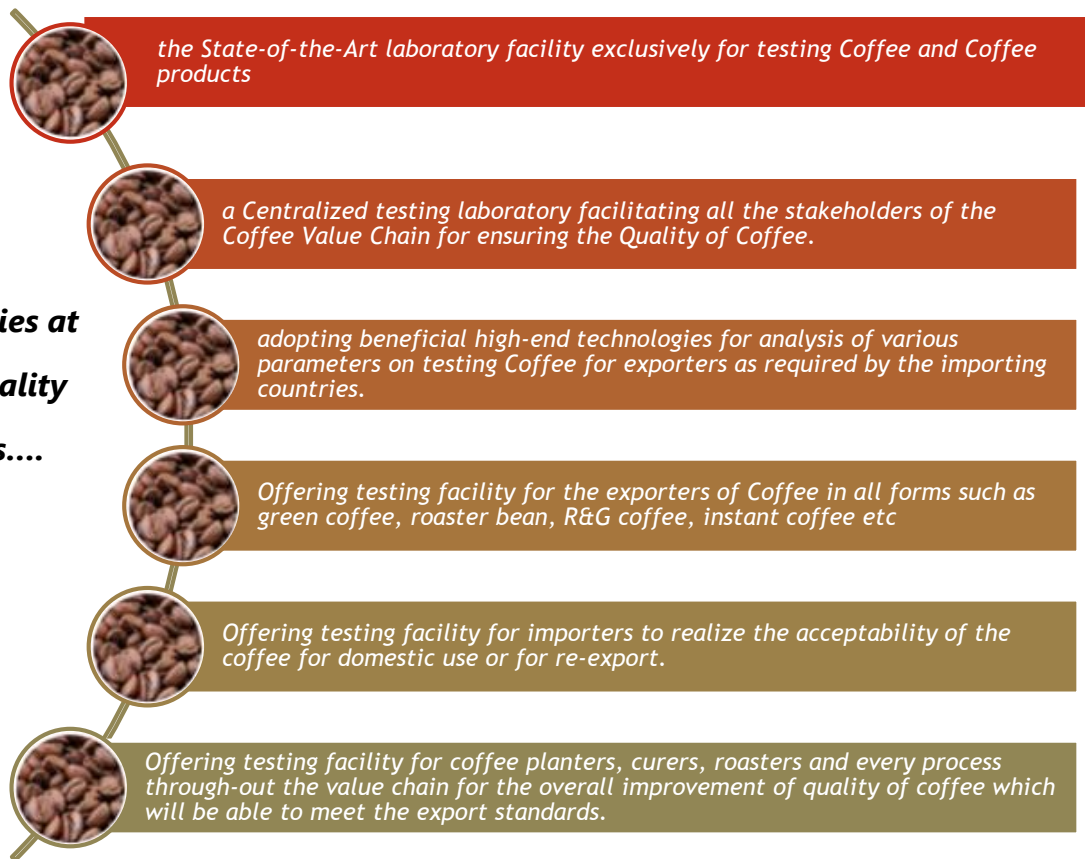 the State-of-the-Art laboratory facility exclusively for testing Coffee and Coffee
products
a Centralized testing laboratory facilitating all the stakeholders of the
Coffee Value Chain for ensuring the Quality of Coffee.
ies at
ality
s....
adopting beneficial high-end technologies for analysis of various
parameters on testing Coffee for exporters as required by the importing
countries.
Offering testing facility for the exporters of Coffee in all forms such as
green coffee, roaster bean, R&G coffee, instant coffee etc
Offering testing facility for importers to realize the acceptability of the
coffee for domestic use or for re-export.
Offering testing facility for coffee planters, curers, roasters and every process
through-out the value chain for the overall improvement of quality of coffee which
will be able to meet the export standards.